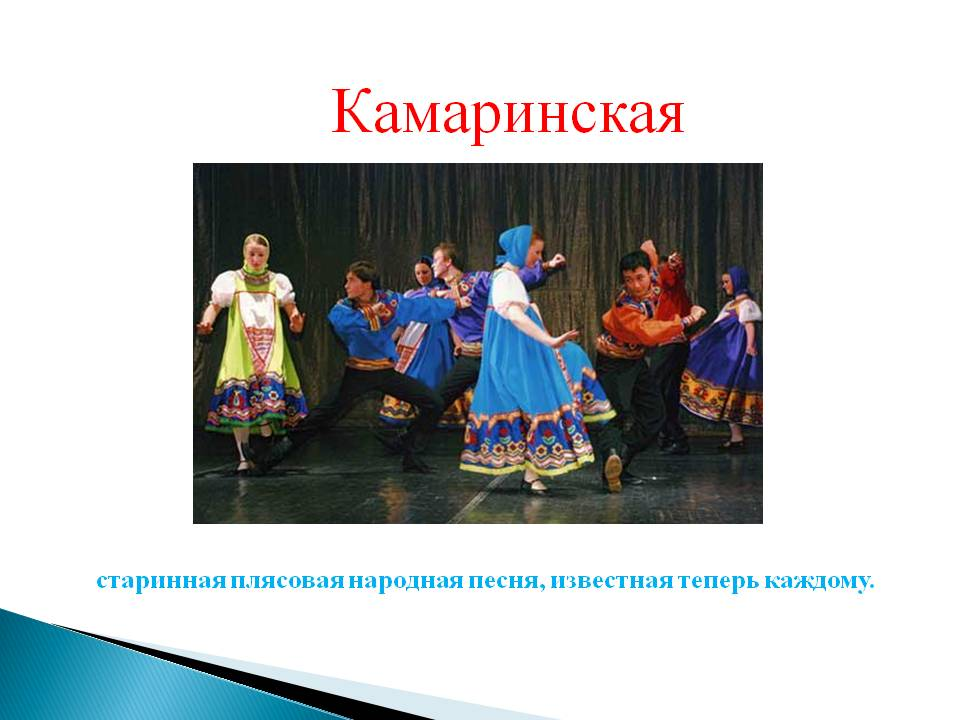 Камаринская
старинная плясовая народная песня, известная теперь каждому.